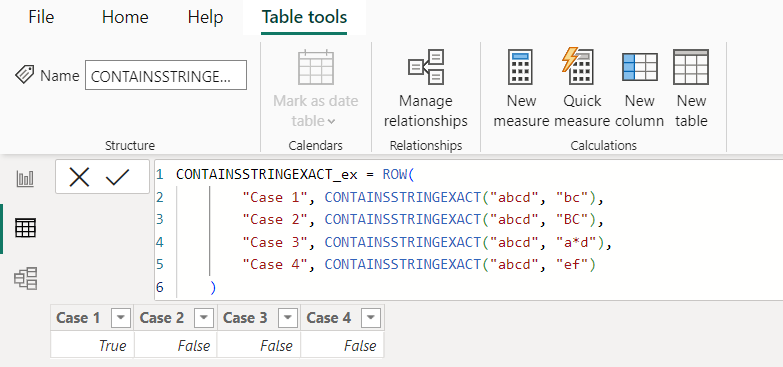 File Home Help Table tools
Name CONTAINSSTRINGE...
Mark as date table
Manage relationships
New measure
Quick measure
New column
New table
Structure Calendars Relationships Calculations
1 CONTAINSSTRINGEXACT_ex = ROW(
2 "Case 1", CONTAINSSTRINGEXACT("abcd", "bc"),
3 "Case 2", CONTAINSSTRINGEXACT("abcd", "BC"),
4 "Case 3", CONTAINSSTRINGEXACT("abcd", "a*d"),
5 "Case 4", CONTAINSSTRINGEXACT("abcd", "ef")
6 )
Case 1 Case 2 Case 3 Case 4
True False False False